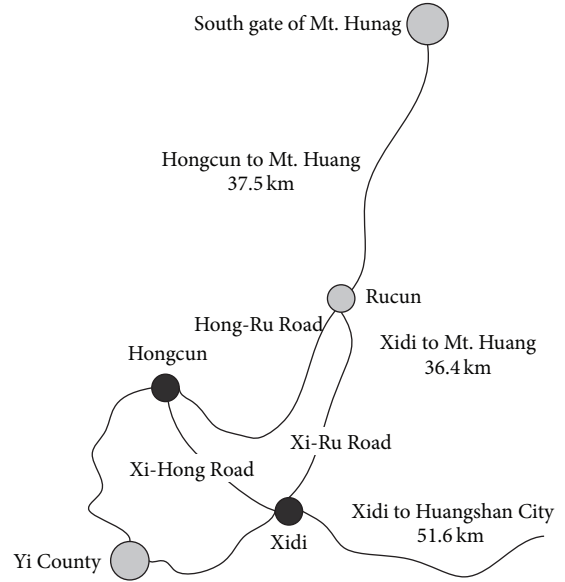 South gate of Mt. Hunag
Hongcun to Mt. Huang
37.5 km
Rucun
Hong-Ru Road
Xidi to Mt. Huang
36.4 km
Hongcun
Xi-Ru Road
Xi-Hong Road
Xidi to Huangshan City
51.6 km
Xidi
Yi County